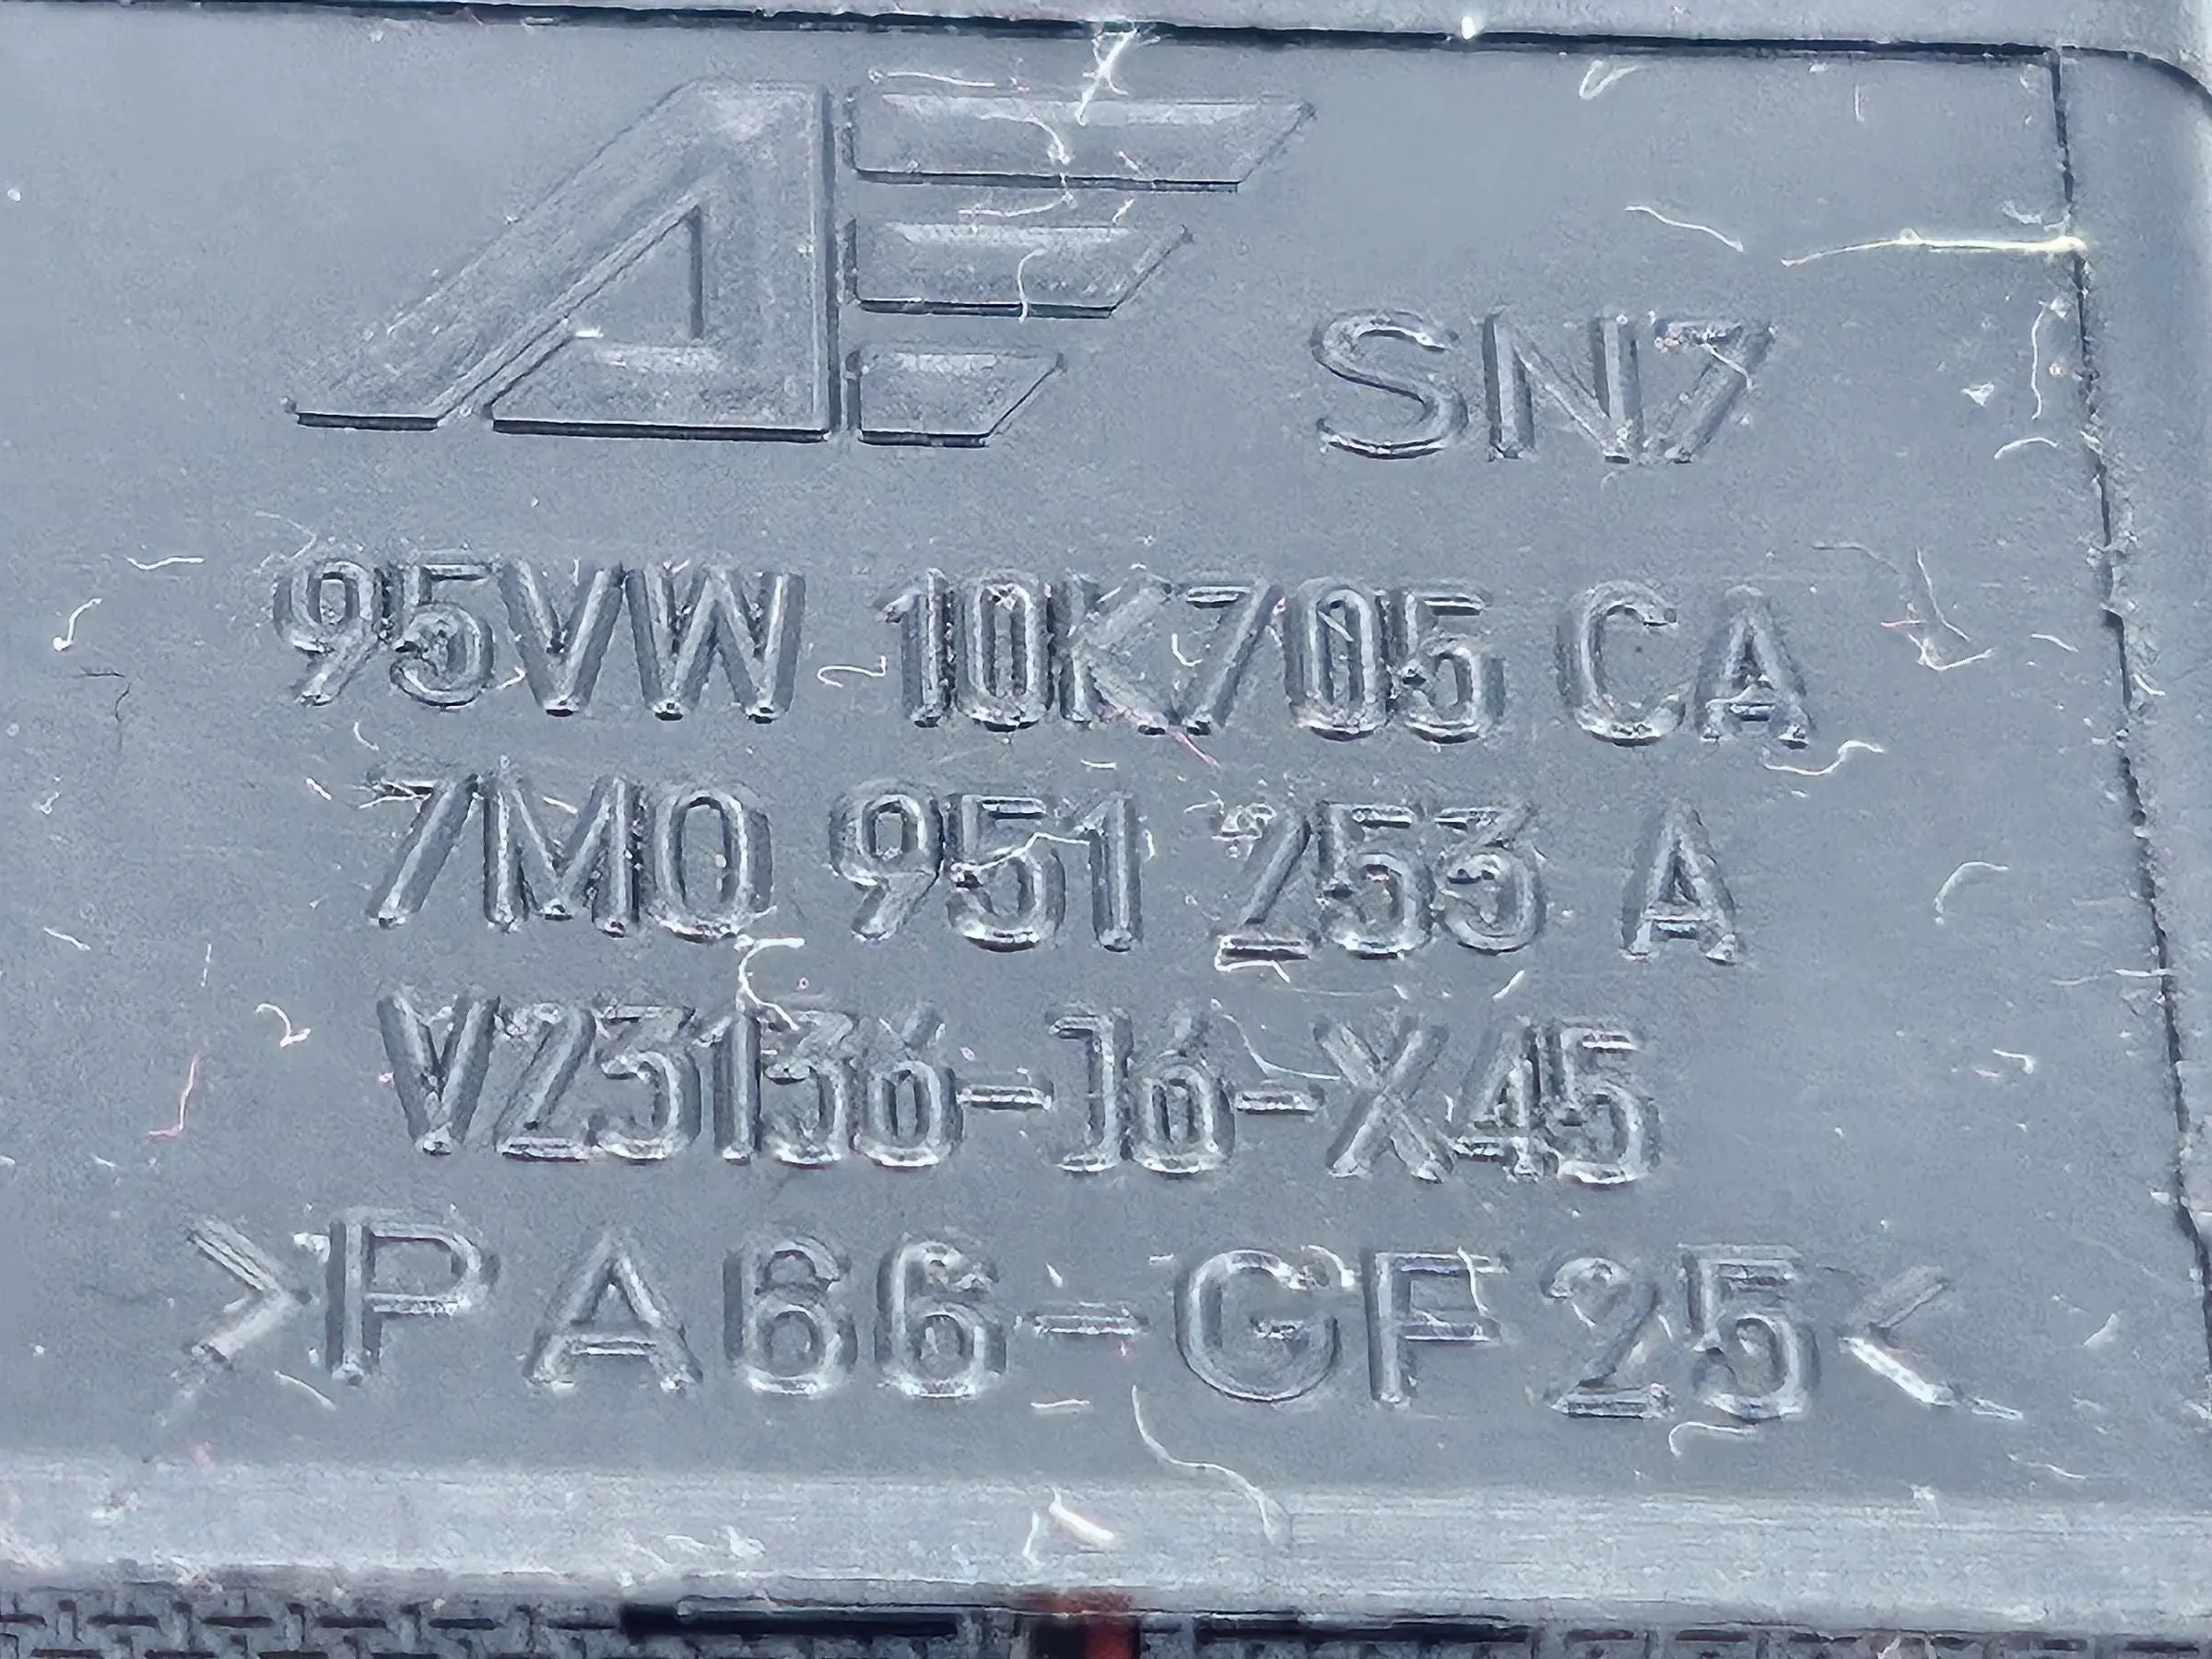 SN7
95VW 10K705 CA
7M0 951 253 A
V23136-16-X45
>PA66-GF25<